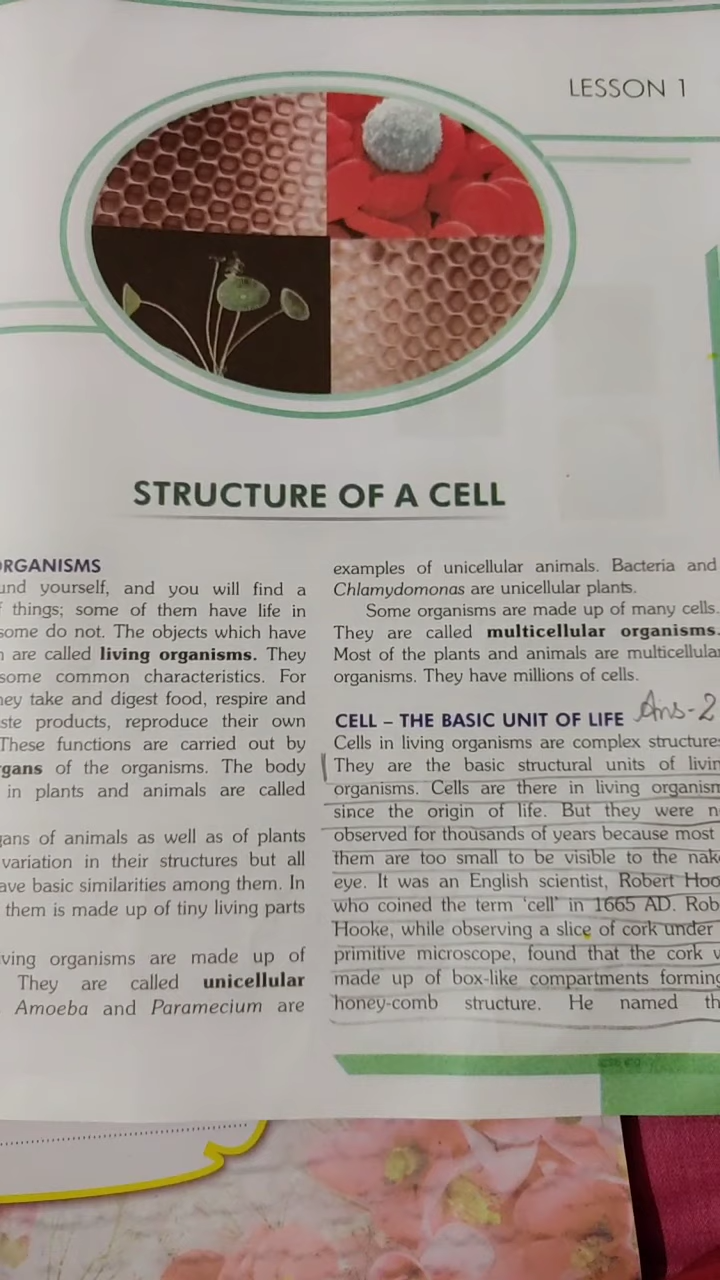 LESSON 1
STRUCTURE OF A CELL
ORGANISMS
und yourself, and you will find a
things; some of them have life in
some do not. The objects which have
are called living organisms. They
some common characteristics. For
hey take and digest food, respire and
ste products, reproduce their own
These functions are carried out by
rgans of the organisms. The body
in plants and animals are called
gans of animals as well as of plants
variation in their structures but all
ave basic similarities among them. In
them is made up of tiny living parts
ving organisms are made up of
They are called unicellular
Amoeba and Paramecium are
examples of unicellular animals. Bacteria and
Chlamydomonas are unicellular plants.
Some organisms are made up of many cells.
They are called multicellular organisms.
Most of the plants and animals are multicellular
organisms. They have millions of cells.
CELL – THE BASIC UNIT OF LIFE Ans-2
Cells in living organisms are complex structures
They are the basic structural units of livin
organisms. Cells are there in living organism
since the origin of life. But they were n
observed for thousands of years because most
them are too small to be visible to the nak
eye. It was an English scientist, Robert Hoo
who coined the term ‘cell’ in 1665 AD. Rob
Hooke, while observing a slice of cork under
primitive microscope, found that the cork w
made up of box-like compartments forming
honey-comb structure. He named th